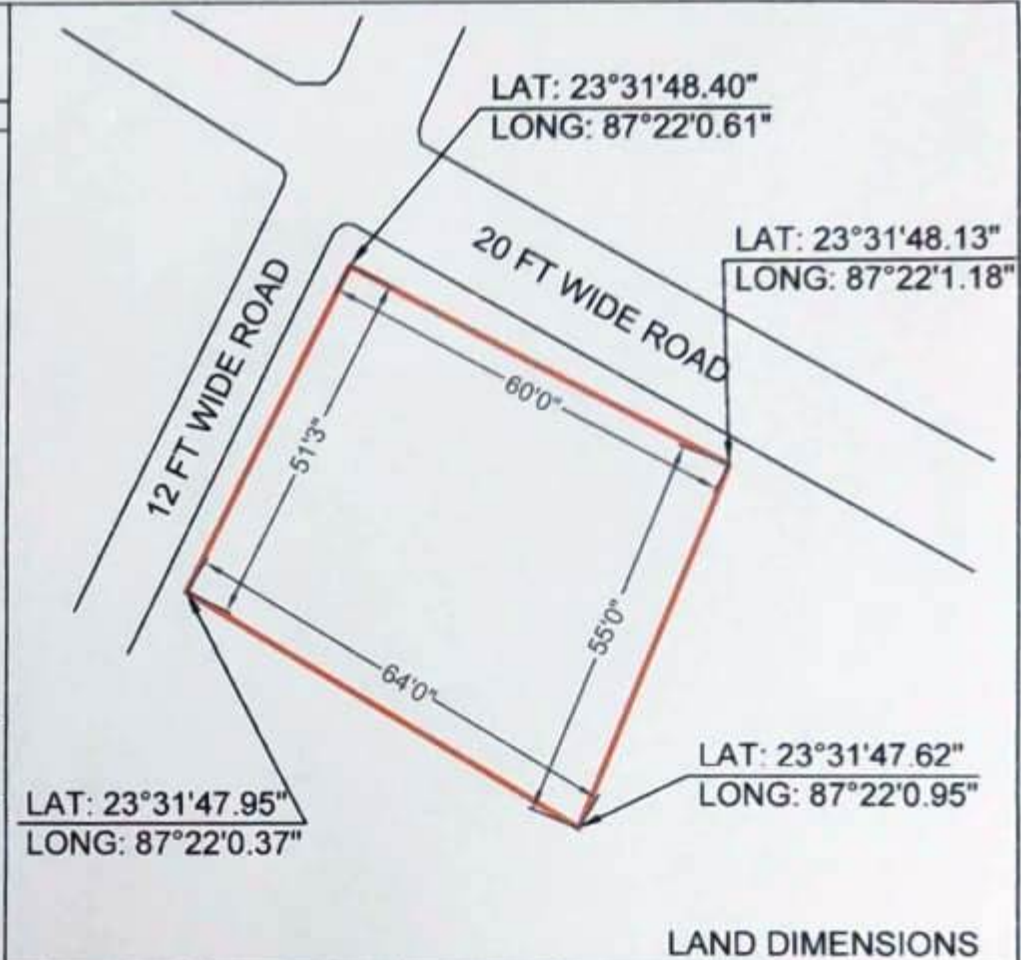 LAT: 23°31'48.40"
LONG: 87°22'0.61"
LAT: 23°31'48.13"
LONG: 87°22'1.18"
20 FT WIDE ROAD
12 FT WIDE ROAD
60'0"
51'3"
55'0"
64'0"
LAT: 23°31'47.62"
LONG: 87°22'0.95"
LAT: 23°31'47.95"
LONG: 87°22'0.37"
LAND DIMENSIONS